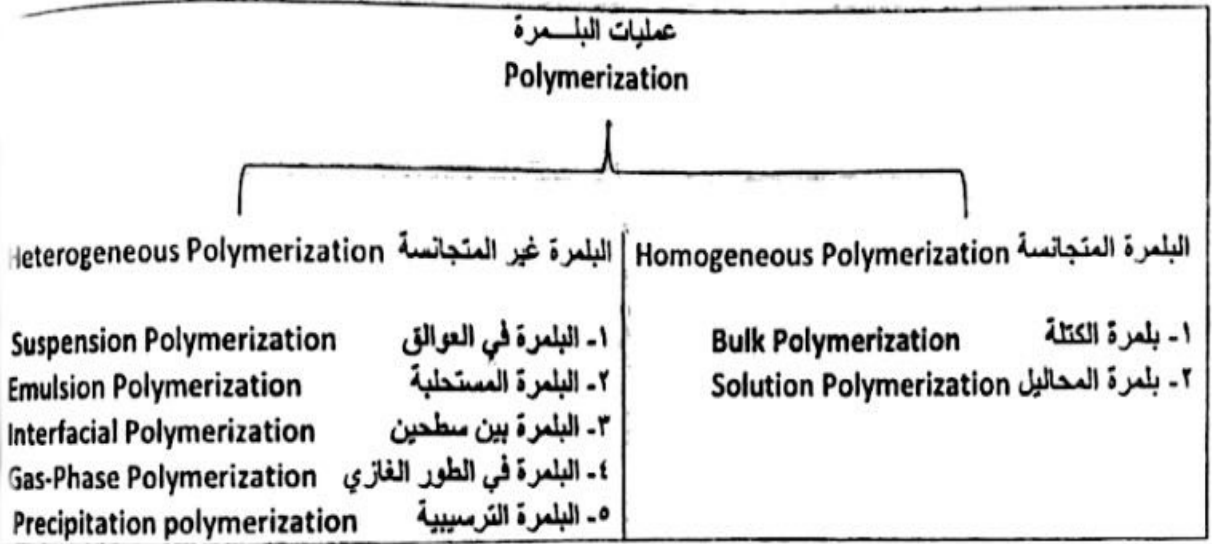 عمليات البلـــمرة
Polymerization
البلمرة المتجانسة Homogeneous Polymerization
١- بلمرة الكتلة Bulk Polymerization
٢- بلمرة المحاليل Solution Polymerization
البلمرة غير المتجانسة Heterogeneous Polymerization
١- البلمرة في العوالق Suspension Polymerization
٢- البلمرة المستحلبة Emulsion Polymerization
٣- البلمرة بين سطحين Interfacial Polymerization
٤- البلمرة في الطور الغازي Gas-Phase Polymerization
٥- البلمرة الترسيبية Precipitation polymerization